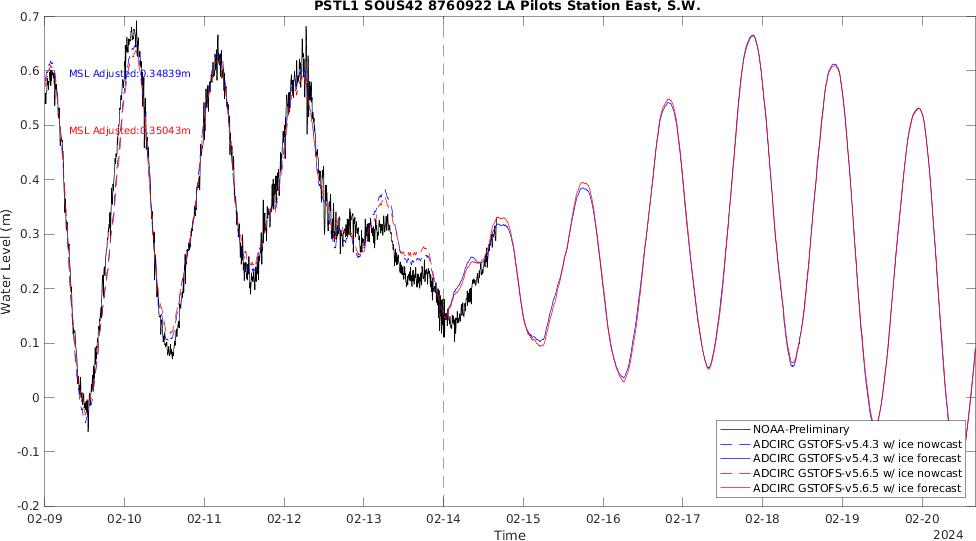 PSTL1 SOUS42 8760922 LA Pilots Station East, S.W.
0.7
0.6
0.5
0.4
0.3
0.2
0.1
0
-0.1
-0.2
Water Level (m)
MSL Adjusted:0.34839m
MSL Adjusted:0.35043m
NOAA-Preliminary
ADCIRC GSTOFS-v5.4.3 w/ ice nowcast
ADCIRC GSTOFS-v5.4.3 w/ ice forecast
ADCIRC GSTOFS-v5.6.5 w/ ice nowcast
ADCIRC GSTOFS-v5.6.5 w/ ice forecast
02-09 02-10 02-11 02-12 02-13 02-14 02-15 02-16 02-17 02-18 02-19 02-20
Time
2024